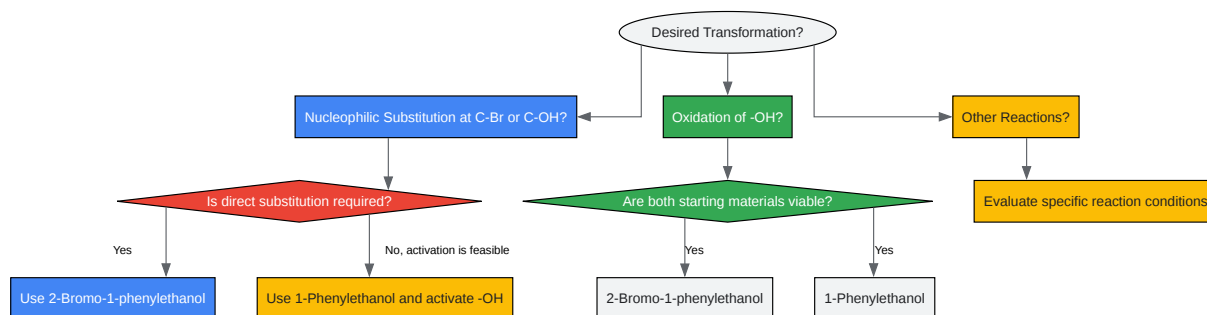 Desired Transformation?
Nucleophilic Substitution at C-Br or C-OH?
Oxidation of -OH?
Other Reactions?
Is direct substitution required?
Are both starting materials viable?
Evaluate specific reaction conditions
Yes
No, activation is feasible
Yes
Yes
Use 2-Bromo-1-phenylethanol
Use 1-Phenylethanol and activate -OH
2-Bromo-1-phenylethanol
1-Phenylethanol